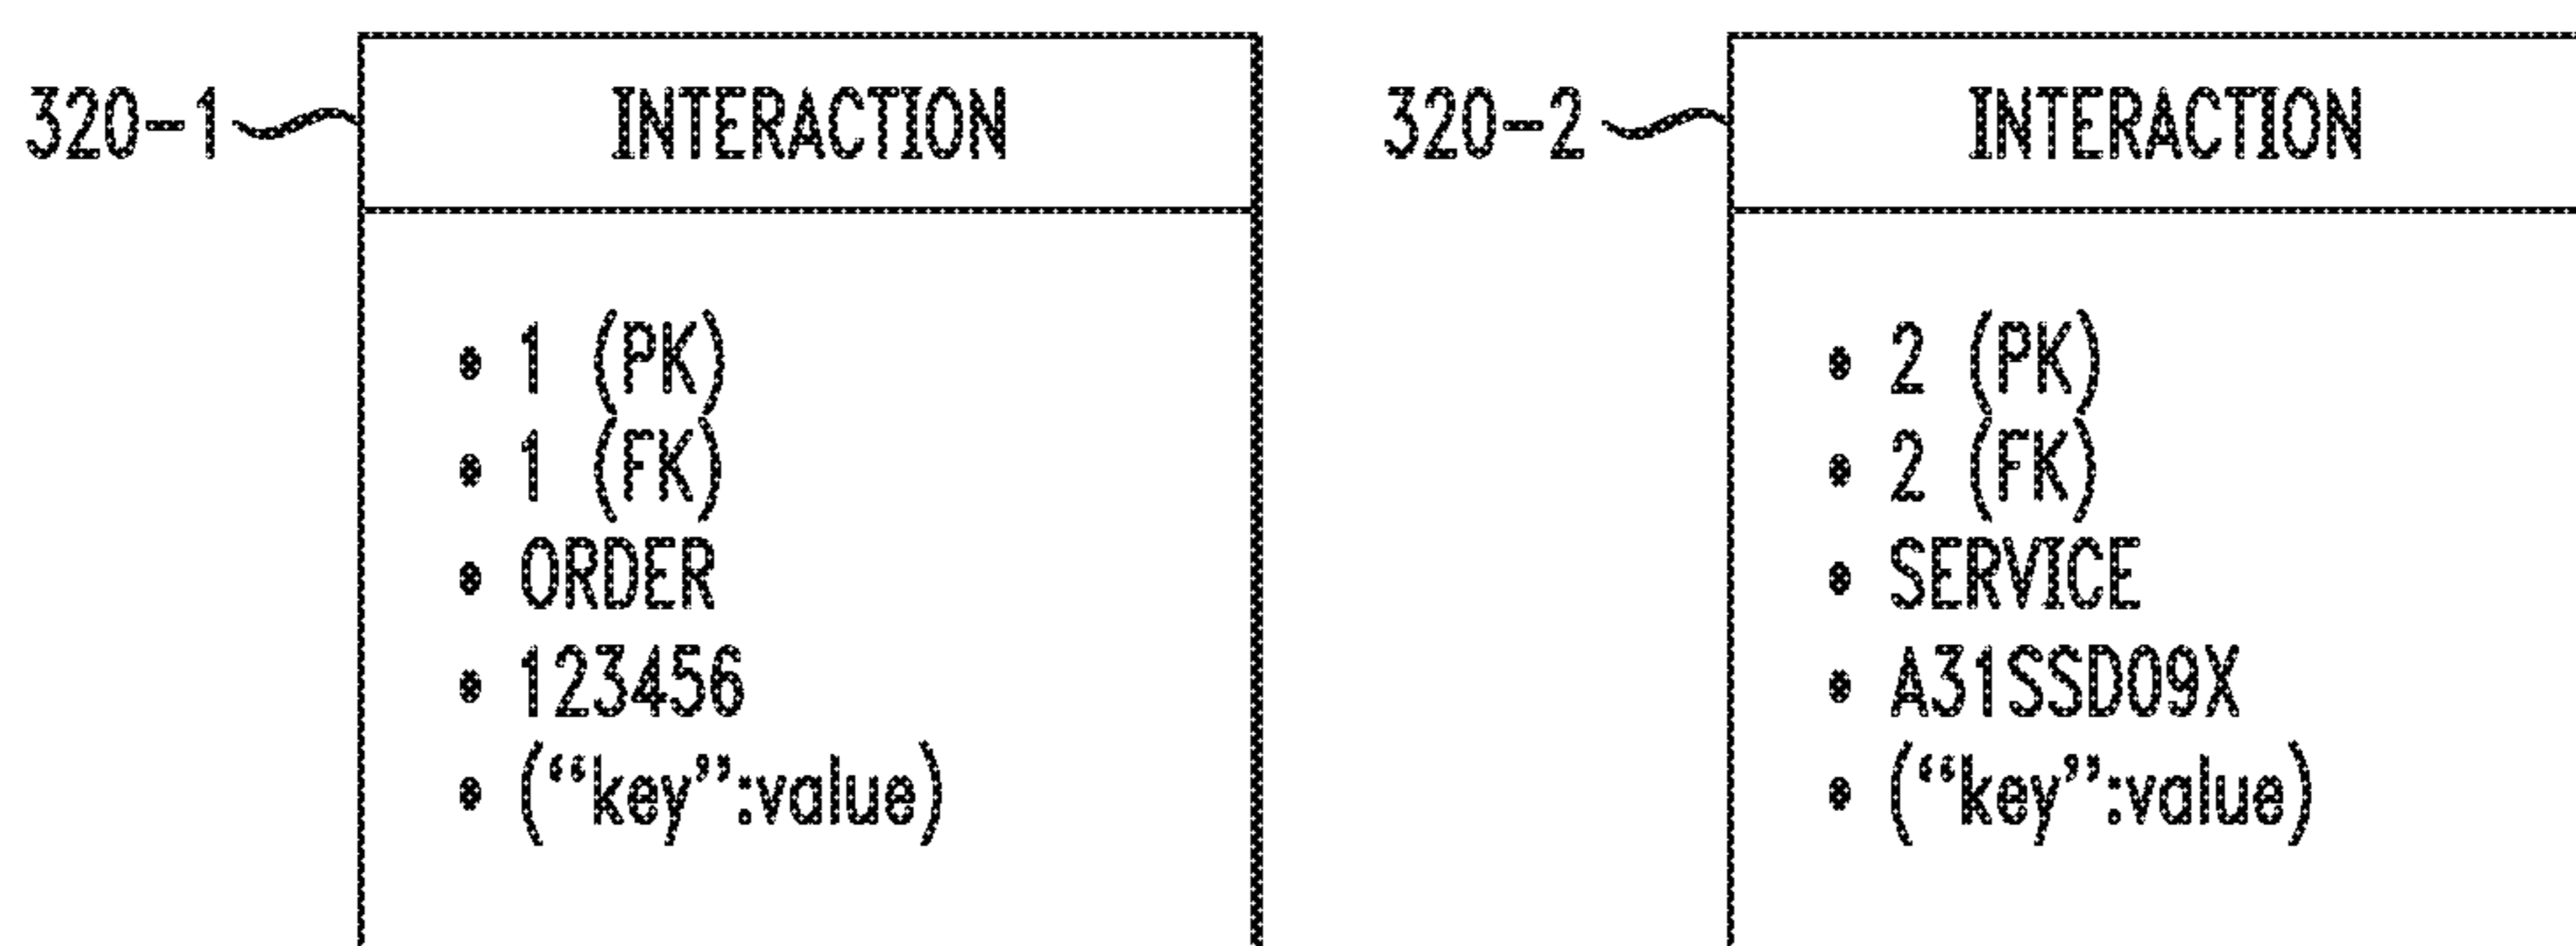 320-1 INTERACTION
• 1 (PK)
• 1 (FK)
• ORDER
• 123456
• (“key”:value)
320-2 INTERACTION
• 2 (PK)
• 2 (FK)
• SERVICE
• A31SSD09X
• (“key”:value)